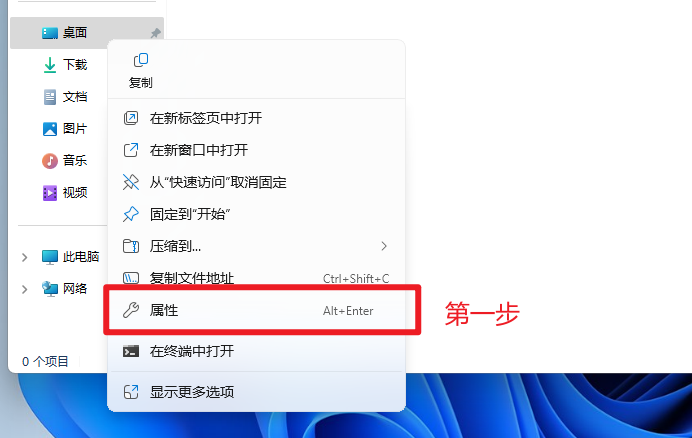 桌面
下载
文档
图片
音乐
视频
此电脑
网络
0 个项目
复制
在新标签页中打开
在新窗口中打开
从"快速访问"取消固定
固定到"开始"
压缩到...
复制文件地址 Ctrl+Shift+C
属性 Alt+Enter
第一步
在终端中打开
显示更多选项